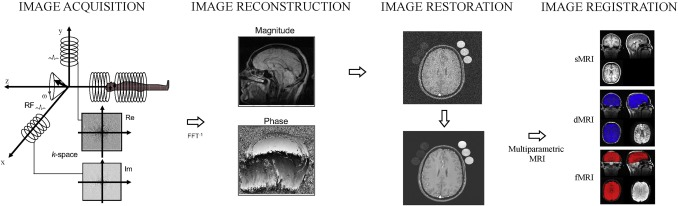 IMAGE ACQUISITION
IMAGE RECONSTRUCTION
IMAGE RESTORATION
IMAGE REGISTRATION
y
z
x
ω
RF
~/~
~/~
Re
k-space
Im
FFT⁻¹
Magnitude
Phase
Multiparametric
MRI
sMRI
dMRI
fMRI